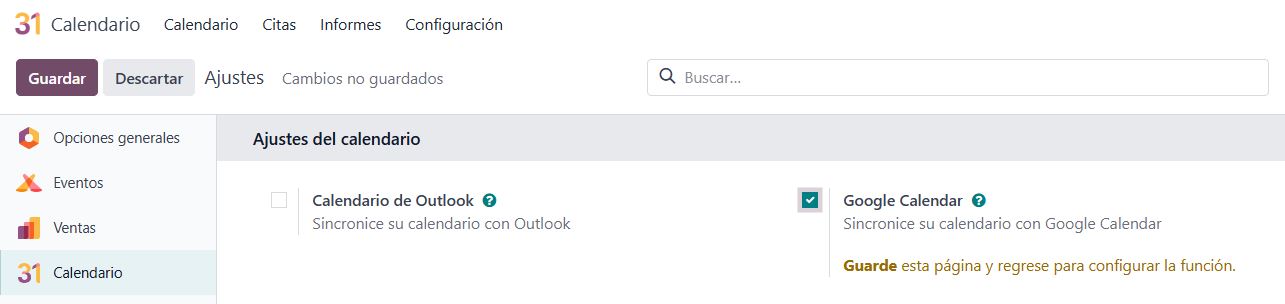 31 Calendario Calendario Citas Informes Configuración
Guardar Descartar Ajustes Cambios no guardados Buscar...
Opciones generales
Ajustes del calendario
Eventos
Ventas
31 Calendario
Calendario de Outlook ?
Sincronice su calendario con Outlook
Google Calendar ?
Sincronice su calendario con Google Calendar
Guarde esta página y regrese para configurar la función.